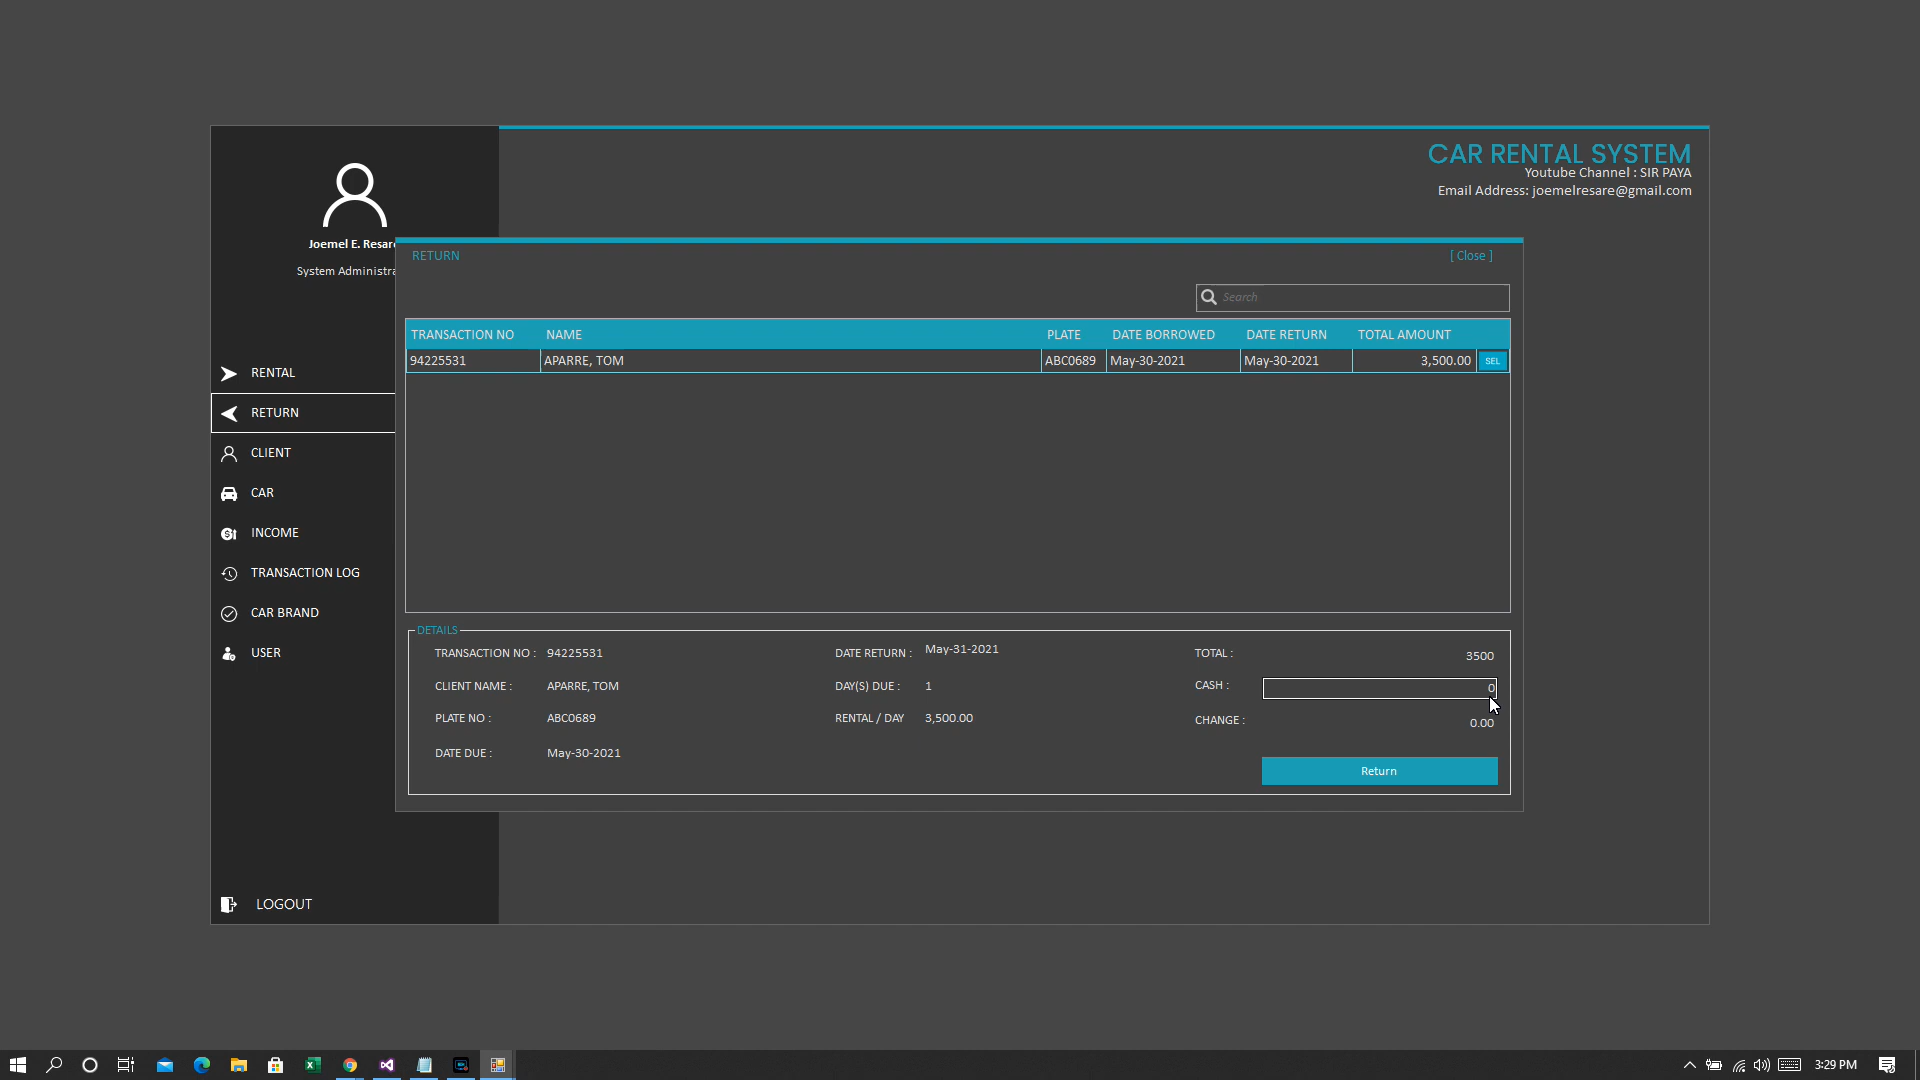 CAR RENTAL SYSTEM
Youtube Channel : SIR PAYA
Email Address: joemelresare@gmail.com
Joemel E. Resare
System Administra
RENTAL
RETURN
CLIENT
CAR
INCOME
TRANSACTION LOG
CAR BRAND
USER
LOGOUT
RETURN
[ Close ]
Search
TRANSACTION NO NAME PLATE DATE BORROWED DATE RETURN TOTAL AMOUNT
94225531 APARRE, TOM ABC0689 May-30-2021 May-30-2021 3,500.00 SEL
DETAILS
TRANSACTION NO : 94225531 DATE RETURN : May-31-2021 TOTAL : 3500
CLIENT NAME : APARRE, TOM DAY(S) DUE : 1 CASH : 0
PLATE NO : ABC0689 RENTAL / DAY 3,500.00 CHANGE : 0.00
DATE DUE : May-30-2021
Return
3:29 PM